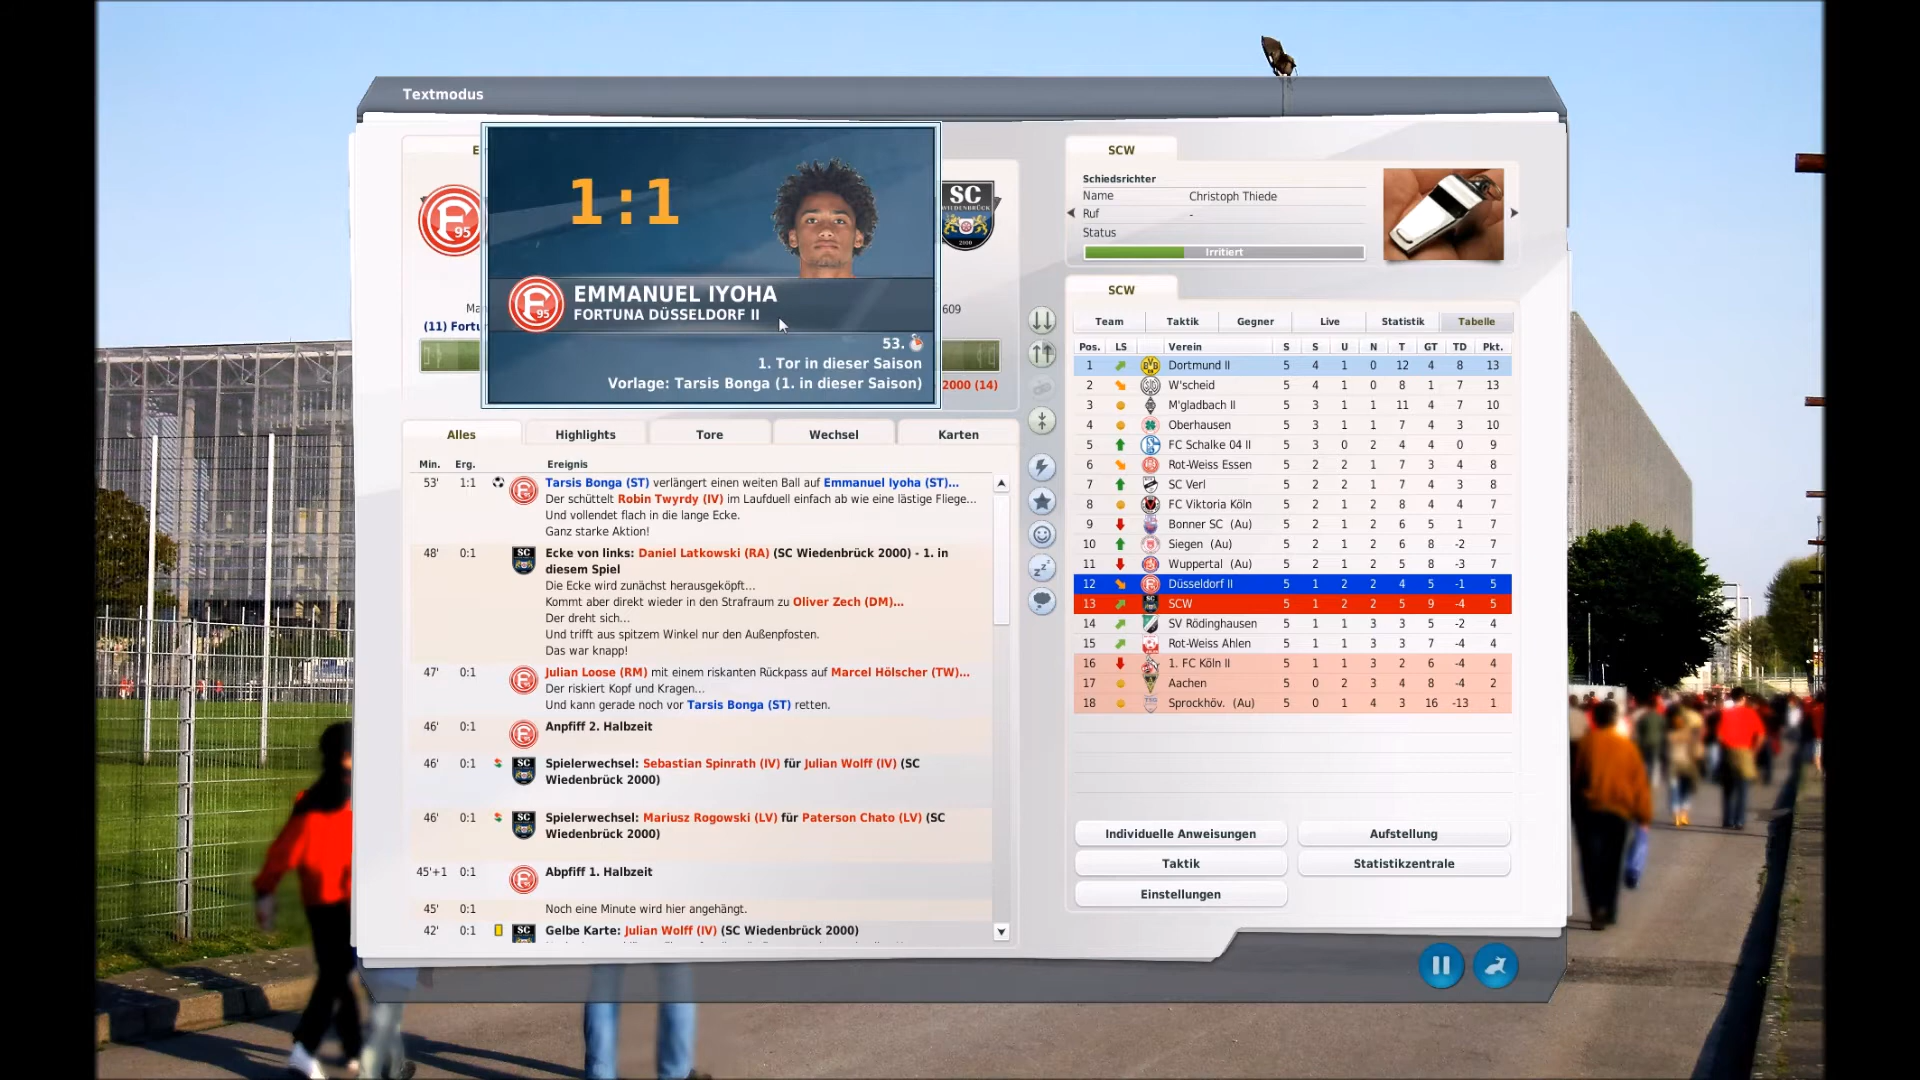 Textmodus
1:1
EMMANUEL IYOHA
FORTUNA DÜSSELDORF II
53.
1. Tor in dieser Saison
Vorlage: Tarsis Bonga (1. in dieser Saison)
95
SC
WIEDENBRÜCK
2000
609
(11) Fortu
2000 (14)
Alles Highlights Tore Wechsel Karten
Min. Erg. Ereignis
53' 1:1 Tarsis Bonga (ST) verlängert einen weiten Ball auf Emmanuel Iyoha (ST)...
Der schüttelt Robin Twyrdy (IV) im Laufduell einfach ab wie eine lästige Fliege...
Und vollendet flach in die lange Ecke.
Ganz starke Aktion!
48' 0:1 Ecke von links: Daniel Latkowski (RA) (SC Wiedenbrück 2000) - 1. in
diesem Spiel
Die Ecke wird zunächst herausgeköpft...
Kommt aber direkt wieder in den Strafraum zu Oliver Zech (DM)...
Der dreht sich...
Und trifft aus spitzem Winkel nur den Außenpfosten.
Das war knapp!
47' 0:1 Julian Loose (RM) mit einem riskanten Rückpass auf Marcel Hölscher (TW)...
Der riskiert Kopf und Kragen...
Und kann gerade noch vor Tarsis Bonga (ST) retten.
46' 0:1 Anpfiff 2. Halbzeit
46' 0:1 Spielerwechsel: Sebastian Spinrath (IV) für Julian Wolff (IV) (SC
Wiedenbrück 2000)
46' 0:1 Spielerwechsel: Mariusz Rogowski (LV) für Paterson Chato (LV) (SC
Wiedenbrück 2000)
45'+1 0:1 Abpfiff 1. Halbzeit
45' 0:1 Noch eine Minute wird hier angehängt.
42' 0:1 Gelbe Karte: Julian Wolff (IV) (SC Wiedenbrück 2000)
SCW
Schiedsrichter
Name Christoph Thiede
Ruf -
Status
Irritiert
SCW
Team Taktik Gegner Live Statistik Tabelle
Pos. LS Verein S S U N T GT TD Pkt.
1 Dortmund II 5 4 1 0 12 4 8 13
2 W'scheid 5 4 1 0 8 1 7 13
3 M'gladbach II 5 3 1 1 11 4 7 10
4 Oberhausen 5 3 1 1 7 4 3 10
5 FC Schalke 04 II 5 3 0 2 4 4 0 9
6 Rot-Weiss Essen 5 2 2 1 7 3 4 8
7 SC Verl 5 2 2 1 7 4 3 8
8 FC Viktoria Köln 5 2 1 2 8 4 4 7
9 Bonner SC (Au) 5 2 1 2 6 5 1 7
10 Siegen (Au) 5 2 1 2 6 8 -2 7
11 Wuppertal (Au) 5 2 1 2 5 8 -3 7
12 Düsseldorf II 5 1 2 2 4 5 -1 5
13 SCW 5 1 2 2 5 9 -4 5
14 SV Rödinghausen 5 1 1 3 3 5 -2 4
15 Rot-Weiss Ahlen 5 1 1 3 3 7 -4 4
16 1. FC Köln II 5 1 1 3 2 6 -4 4
17 Aachen 5 0 2 3 4 8 -4 2
18 Sprockhöv. (Au) 5 0 1 4 3 16 -13 1
Individuelle Anweisungen Aufstellung
Taktik Statistikzentrale
Einstellungen